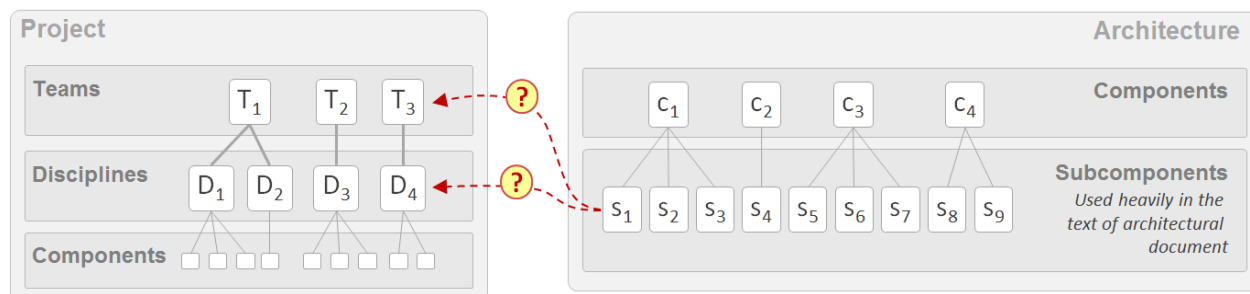 Project
Teams
T1 T2 T3
Disciplines
D1 D2 D3 D4
Components
?
?
Architecture
Components
C1 C2 C3 C4
Subcomponents
Used heavily in the
text of architectural
document
S1 S2 S3 S4 S5 S6 S7 S8 S9